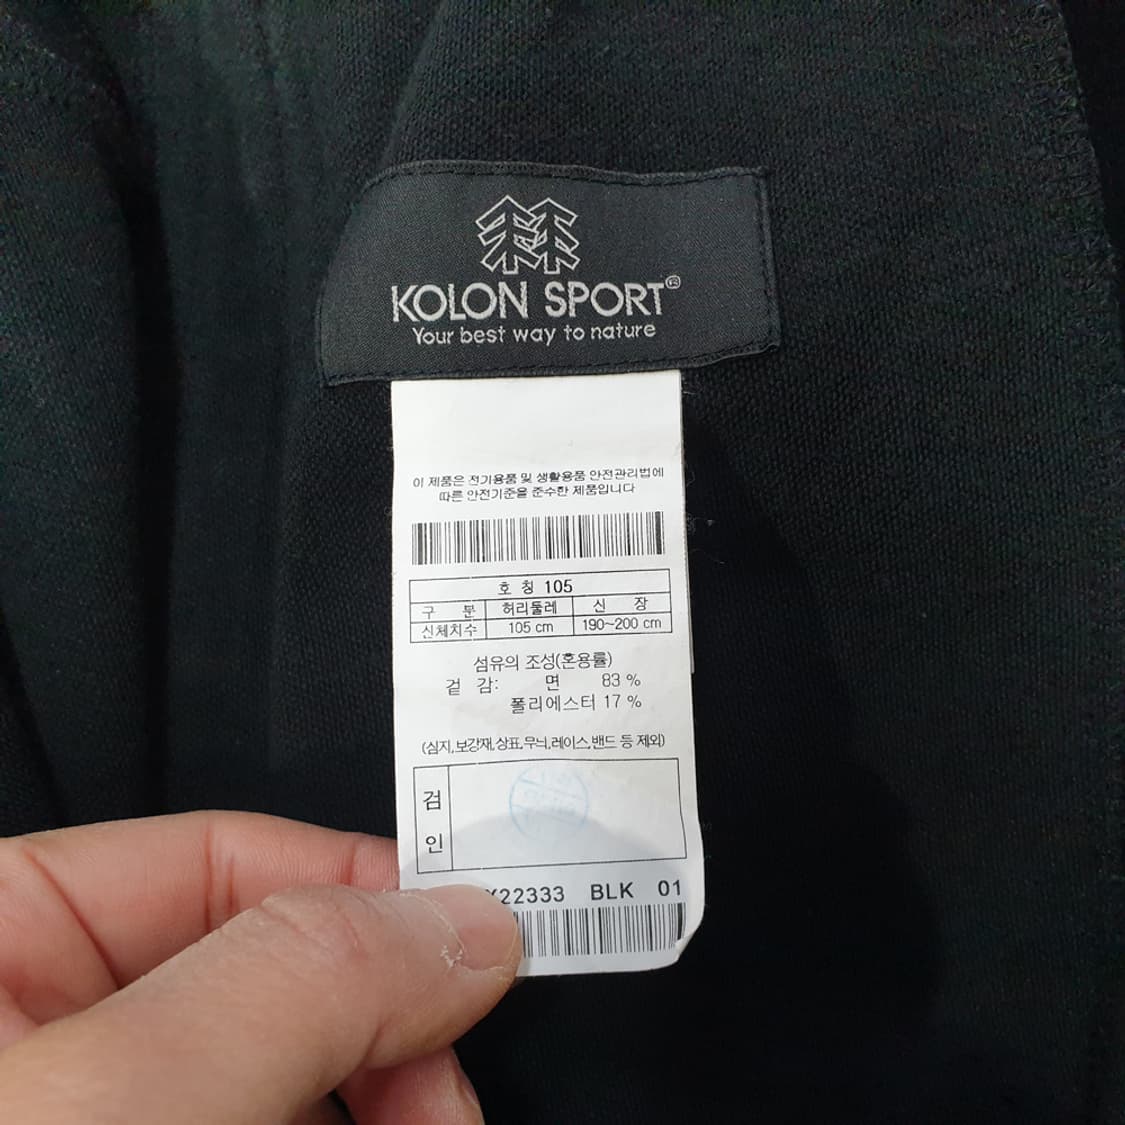 KOLON SPORT®
Your best way to nature
이 제품은 전기용품 및 생활용품 안전관리법에
따른 안전기준을 준수한 제품입니다
호 칭 105
구 분 허리둘레 신 장
신체치수 105 cm 190~200 cm
섬유의 조성(혼용률)
겉 감: 면 83 %
폴리에스터 17 %
(심지,보강재,상표,무늬,레이스,밴드 등 제외)
검
인
22333 BLK 01